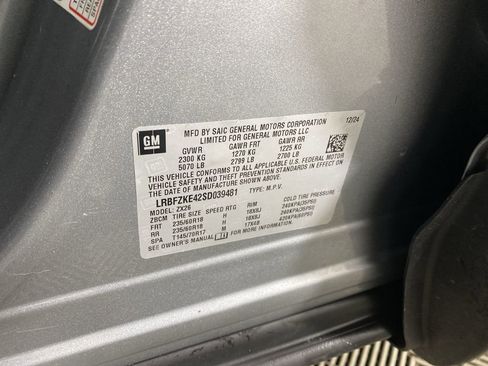 GM
MFD BY SAIC GENERAL MOTORS CORPORATION 12/24
LIMITED FOR GENERAL MOTORS LLC
GVWR GAWR FRT GAWR RR
2300 KG 1270 KG 1225 KG
5070 LB 2799 LB 2700 LB
THIS VEHICLE CONFORMS TO ALL APPLICABLE U.S. FEDERAL MOTOR
VEHICLE SAFETY STANDARDS IN EFFECT ON
THE DATE OF MANUFACTURE SHOWN ABOVE.
LRBFZKE42SD039481 TYPE: M.P.V.
MODEL: ZX26
ZBCM TIRE SIZE SPEED RTG RIM COLD TIRE PRESSURE
FRT 235/60R18 H 18X8J 240KPA(35PSI)
RR 235/60R18 H 18X8J 240KPA(35PSI)
SPA T145/70R17 M 17X4B 420KPA(60PSI)
SEE OWNER'S MANUAL FOR MORE INFORMATION.